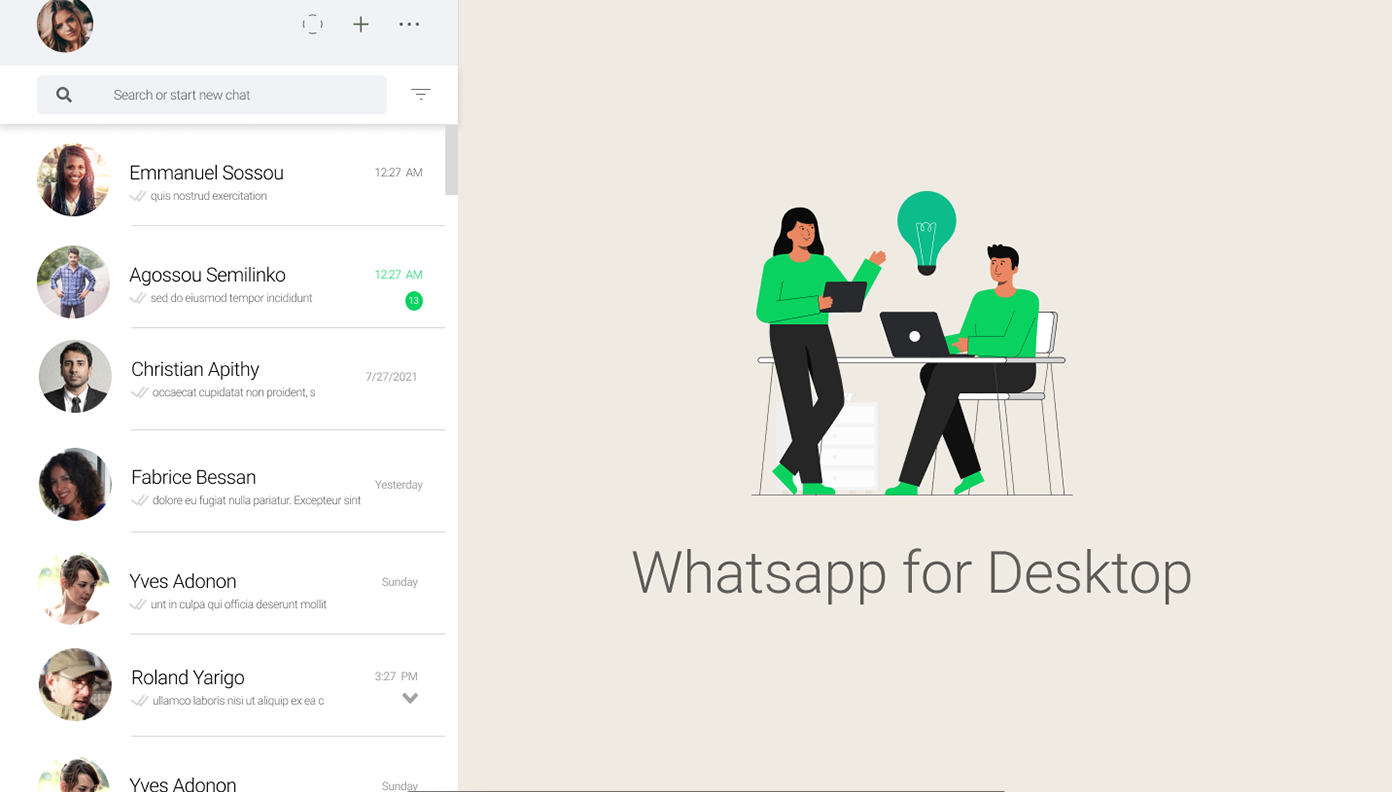 Search or start new chat
Emmanuel Sossou 12:27 AM
quis nostrud exercitation
Agossou Semilinko 12:27 AM
sed do eiusmod tempor incididunt 13
Christian Apithy 7/27/2021
occaecat cupidatat non proident, s
Fabrice Bessan Yesterday
dolore eu fugiat nulla pariatur. Excepteur sint
Yves Adonon Sunday
unt in culpa qui officia deserunt mollit
Roland Yarigo 3:27 PM
ullamco laboris nisi ut aliquip ex ea c
Yves Adonon Sunday
Whatsapp for Desktop